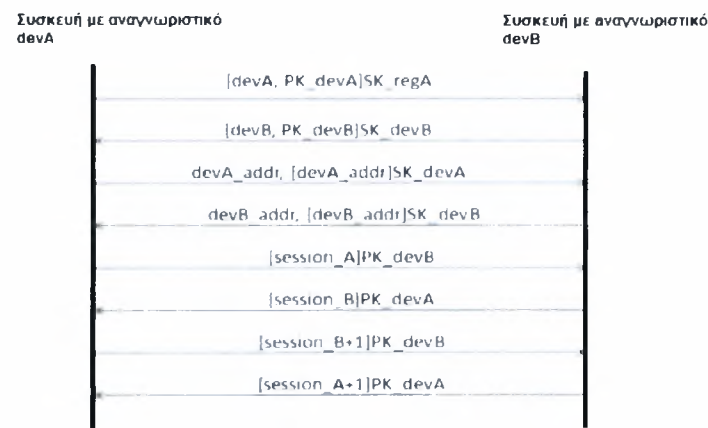 Συσκευή με αναγνωριστικό
devA
Συσκευή με αναγνωριστικό
devB
[devA, PK_devA]SK_regA
[devB, PK_devB]SK_devB
devA_addr, [devA_addr]SK_devA
devB_addr, [devB_addr]SK_devB
[session_A]PK_devB
[session_B]PK_devA
[session_B+1]PK_devB
[session_A+1]PK_devA